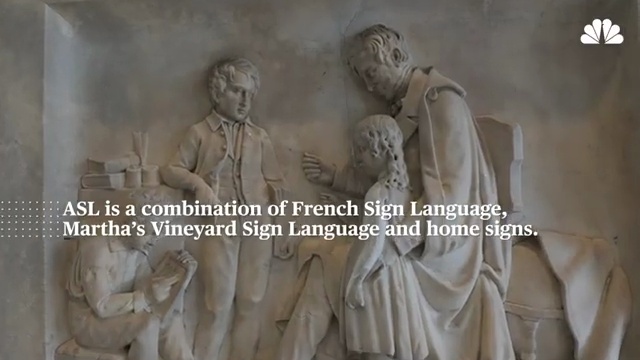 ASL is a combination of French Sign Language,
Martha’s Vineyard Sign Language and home signs.